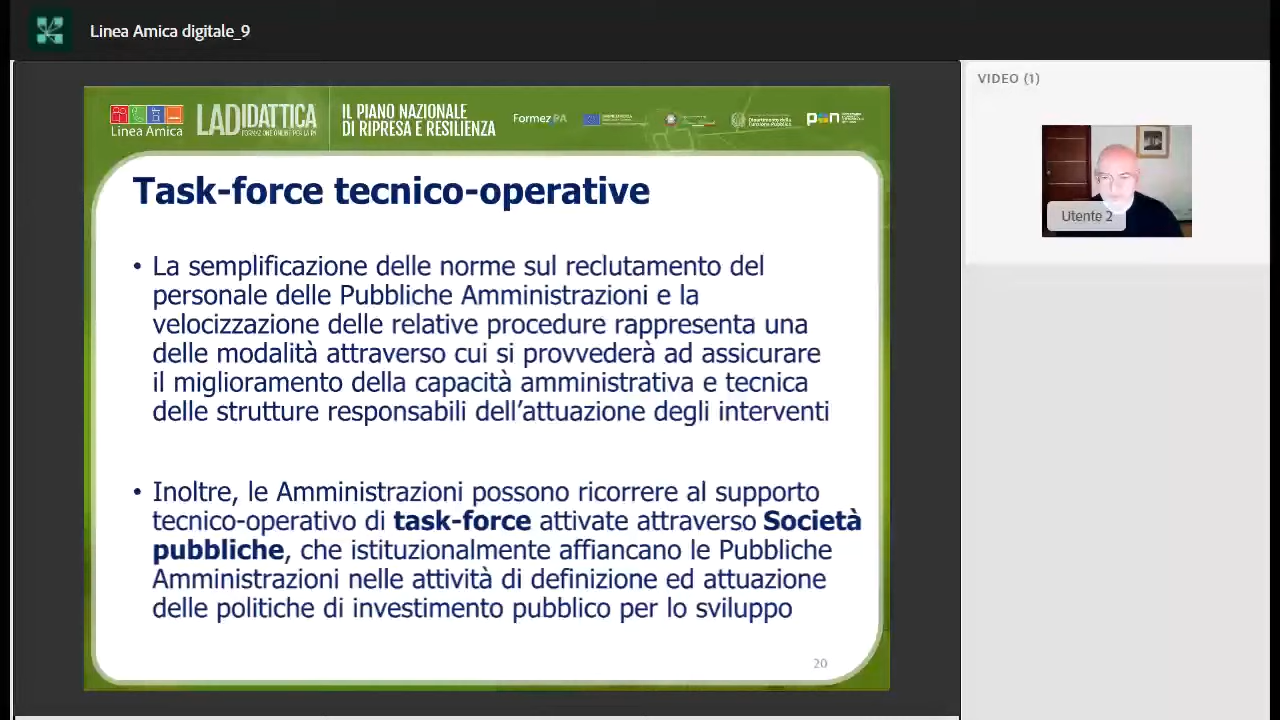 Linea Amica digitale_9
VIDEO (1)
Utente 2
Linea Amica
LADIDATTICA
IL PIANO NAZIONALE
DI RIPRESA E RESILIENZA
FormezPA
pon
Task-force tecnico-operative
• La semplificazione delle norme sul reclutamento del
personale delle Pubbliche Amministrazioni e la
velocizzazione delle relative procedure rappresenta una
delle modalità attraverso cui si provvederà ad assicurare
il miglioramento della capacità amministrativa e tecnica
delle strutture responsabili dell’attuazione degli interventi
• Inoltre, le Amministrazioni possono ricorrere al supporto
tecnico-operativo di task-force attivate attraverso Società
pubbliche, che istituzionalmente affiancano le Pubbliche
Amministrazioni nelle attività di definizione ed attuazione
delle politiche di investimento pubblico per lo sviluppo
20